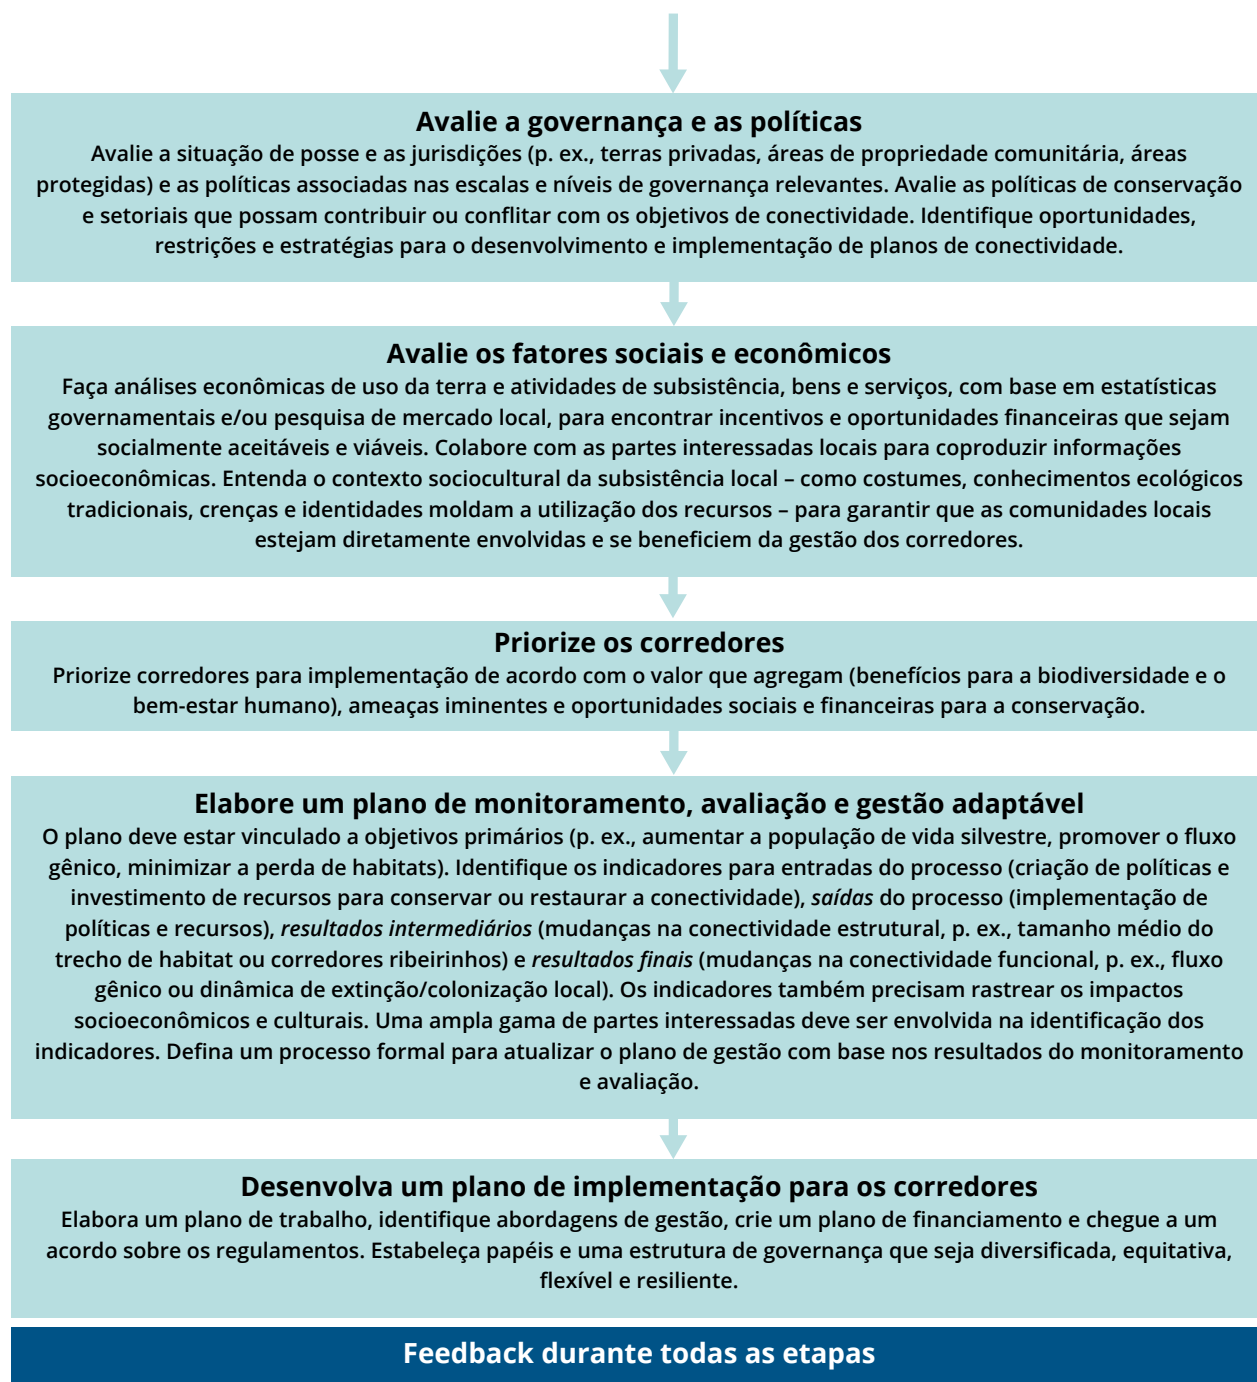 Avalie a governança e as políticas
Avalie a situação de posse e as jurisdições (p. ex., terras privadas, áreas de propriedade comunitária, áreas
protegidas) e as políticas associadas nas escalas e níveis de governança relevantes. Avalie as políticas de conservação
e setoriais que possam contribuir ou conflitar com os objetivos de conectividade. Identifique oportunidades,
restrições e estratégias para o desenvolvimento e implementação de planos de conectividade.
Avalie os fatores sociais e econômicos
Faça análises econômicas de uso da terra e atividades de subsistência, bens e serviços, com base em estatísticas
governamentais e/ou pesquisa de mercado local, para encontrar incentivos e oportunidades financeiras que sejam
socialmente aceitáveis e viáveis. Colabore com as partes interessadas locais para coproduzir informações
socioeconômicas. Entenda o contexto sociocultural da subsistência local – como costumes, conhecimentos ecológicos
tradicionais, crenças e identidades moldam a utilização dos recursos – para garantir que as comunidades locais
estejam diretamente envolvidas e se beneficiem da gestão dos corredores.
Priorize os corredores
Priorize corredores para implementação de acordo com o valor que agregam (benefícios para a biodiversidade e o
bem-estar humano), ameaças iminentes e oportunidades sociais e financeiras para a conservação.
Elabore um plano de monitoramento, avaliação e gestão adaptável
O plano deve estar vinculado a objetivos primários (p. ex., aumentar a população de vida silvestre, promover o fluxo
gênico, minimizar a perda de habitats). Identifique os indicadores para entradas do processo (criação de políticas e
investimento de recursos para conservar ou restaurar a conectividade), saídas do processo (implementação de
políticas e recursos), resultados intermediários (mudanças na conectividade estrutural, p. ex., tamanho médio do
trecho de habitat ou corredores ribeirinhos) e resultados finais (mudanças na conectividade funcional, p. ex., fluxo
gênico ou dinâmica de extinção/colonização local). Os indicadores também precisam rastrear os impactos
socioeconômicos e culturais. Uma ampla gama de partes interessadas deve ser envolvida na identificação dos
indicadores. Defina um processo formal para atualizar o plano de gestão com base nos resultados do monitoramento
e avaliação.
Desenvolva um plano de implementação para os corredores
Elabora um plano de trabalho, identifique abordagens de gestão, crie um plano de financiamento e chegue a um
acordo sobre os regulamentos. Estabeleça papéis e uma estrutura de governança que seja diversificada, equitativa,
flexível e resiliente.
Feedback durante todas as etapas